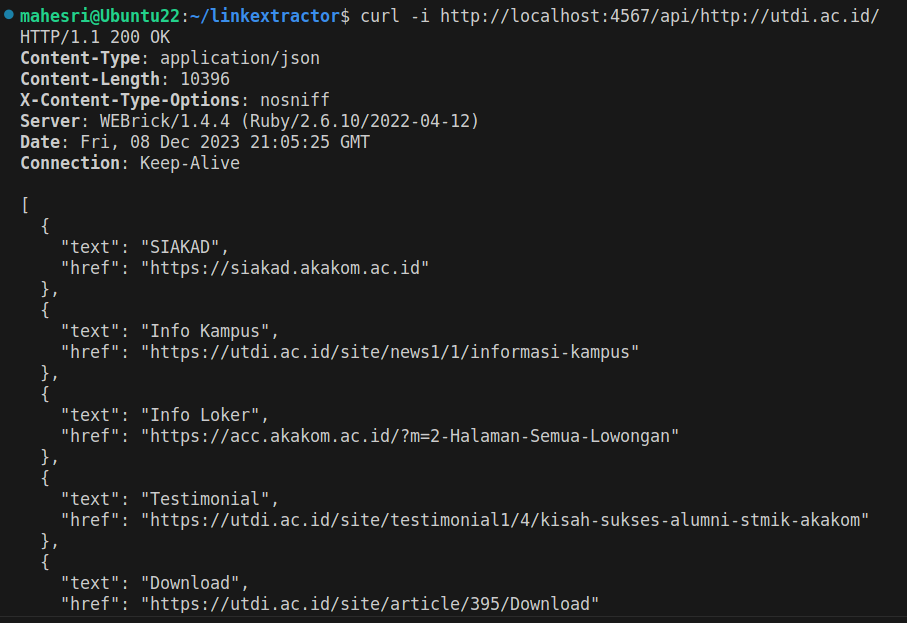 mahesri@Ubuntu22:~/linkextractor$ curl -i http://localhost:4567/api/http://utdi.ac.id/
HTTP/1.1 200 OK
Content-Type: application/json
Content-Length: 10396
X-Content-Type-Options: nosniff
Server: WEBrick/1.4.4 (Ruby/2.6.10/2022-04-12)
Date: Fri, 08 Dec 2023 21:05:25 GMT
Connection: Keep-Alive

[
  {
    "text": "SIAKAD",
    "href": "https://siakad.akakom.ac.id"
  },
  {
    "text": "Info Kampus",
    "href": "https://utdi.ac.id/site/news1/1/informasi-kampus"
  },
  {
    "text": "Info Loker",
    "href": "https://acc.akakom.ac.id/?m=2-Halaman-Semua-Lowongan"
  },
  {
    "text": "Testimonial",
    "href": "https://utdi.ac.id/site/testimonial1/4/kisah-sukses-alumni-stmik-akakom"
  },
  {
    "text": "Download",
    "href": "https://utdi.ac.id/site/article/395/Download"